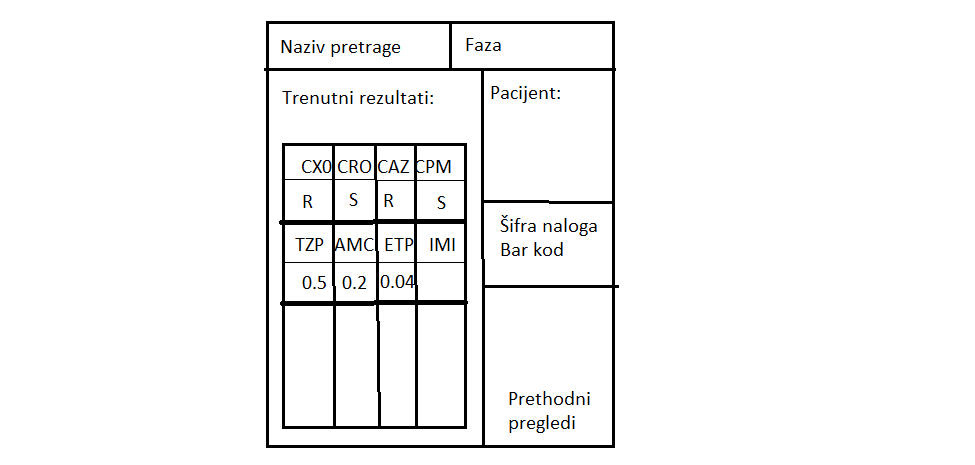 Naziv pretrage
Faza
Trenutni rezultati:
CX0 CRO CAZ CPM
R S R S
TZP AMC ETP IMI
0.5 0.2 0.04
Pacijent:
Šifra naloga
Bar kod
Prethodni
pregledi